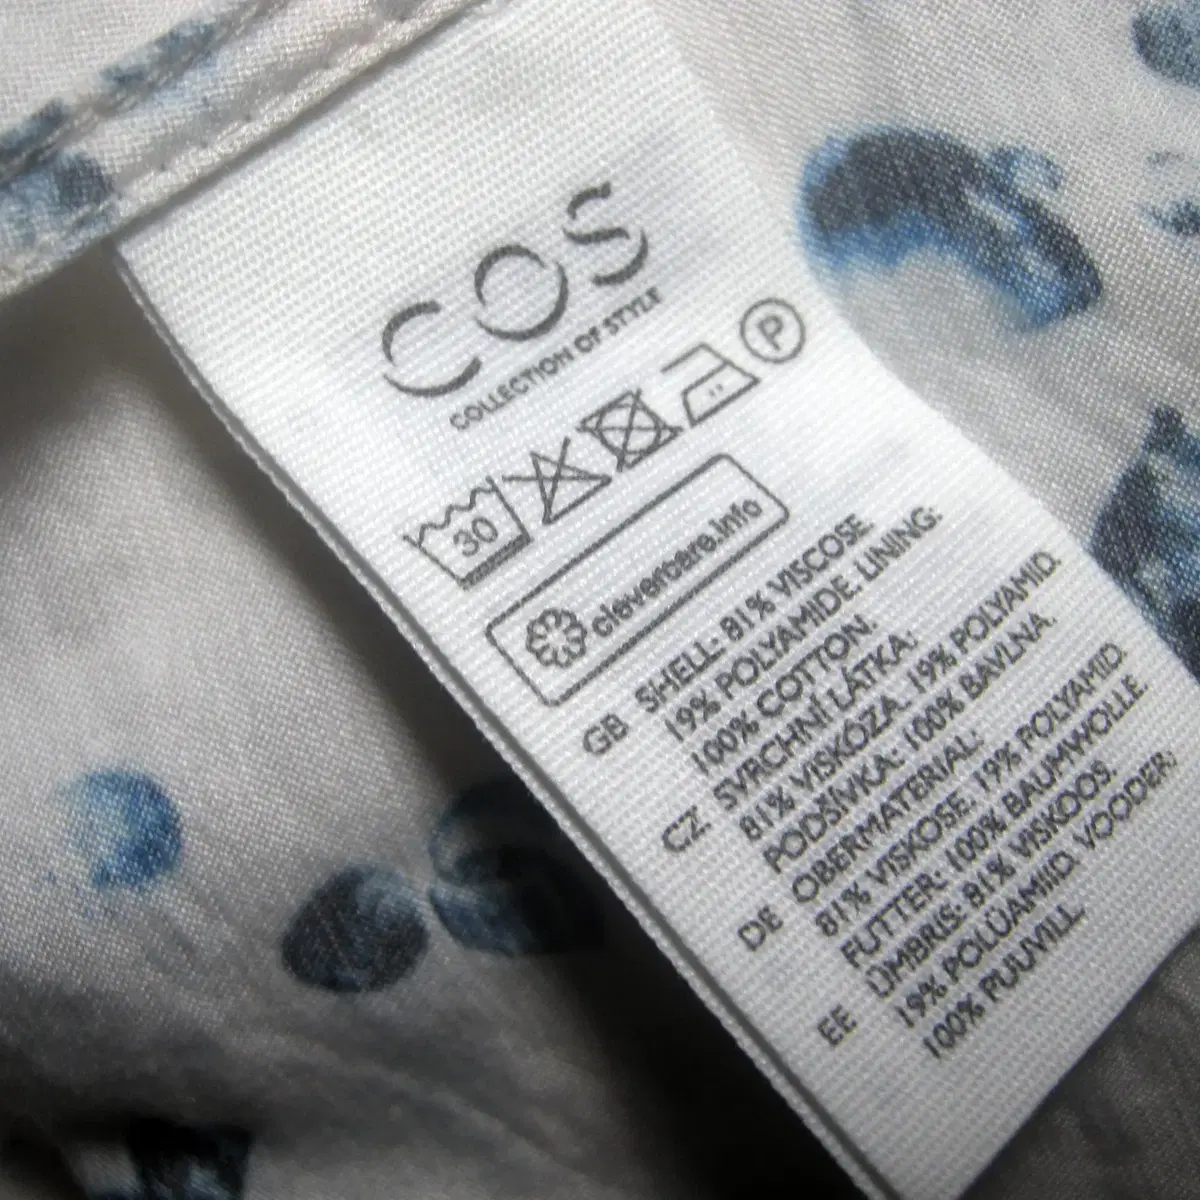 COS
COLLECTION OF STYLE
30
P
clevercare.info
GB SHELL: 81% VISCOSE.
19% POLYAMIDE. LINING:
100% COTTON.
CZ SVRCHNÍ LÁTKA:
81% VISKÓZA. 19% POLYAMID.
PODŠÍVKA: 100% BAVLNA.
DE OBERMATERIAL:
81% VISKOSE. 19% POLYAMID.
FUTTER: 100% BAUMWOLLE
EE ÜMBRIS: 81% VISKOOS.
19% POLÜAMIID. VOODER:
100% PUUVILL